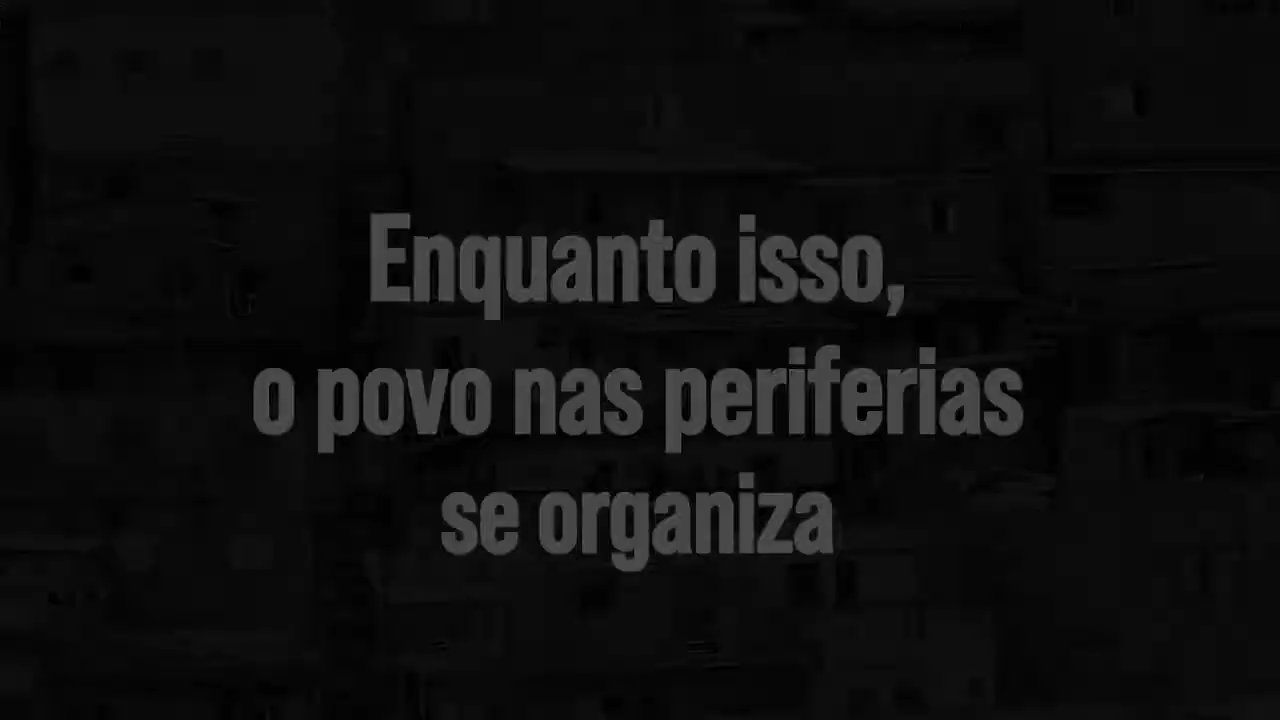 Enquanto isso,
o povo nas periferias
se organiza